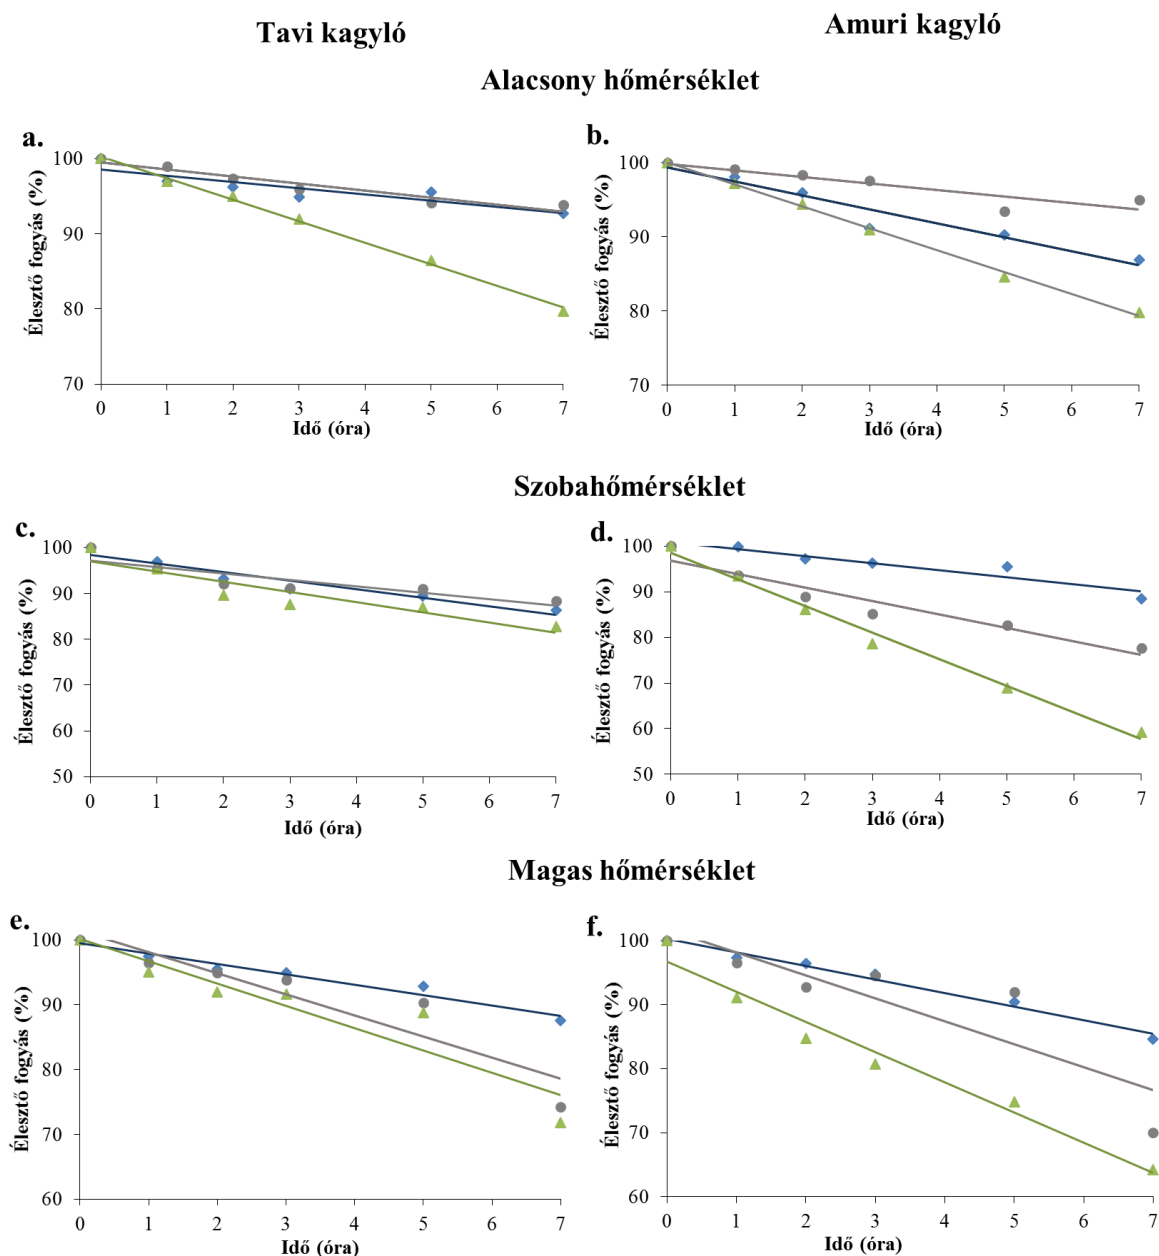 Tavi kagyló
Amuri kagyló
Alacsony hőmérséklet
a.
100
90
80
70
0 1 2 3 4 5 6 7
Élesztő fogyás (%)
Idő (óra)
b.
100
90
80
70
0 1 2 3 4 5 6 7
Élesztő fogyás (%)
Idő (óra)
Szobahőmérséklet
c.
100
90
80
70
60
50
0 1 2 3 5 6 7
Élesztő fogyás (%)
Idő (óra)
d.
100
90
80
70
60
50
0 1 2 3 5 6 7
Élesztő fogyás (%)
Idő (óra)
Magas hőmérséklet
e.
100
90
80
70
60
0 1 2 3 4 5 6 7
Élesztő fogyás (%)
Idő (óra)
f.
100
90
80
70
60
0 1 2 3 4 5 6 7
Élesztő fogyás (%)
Idő (óra)